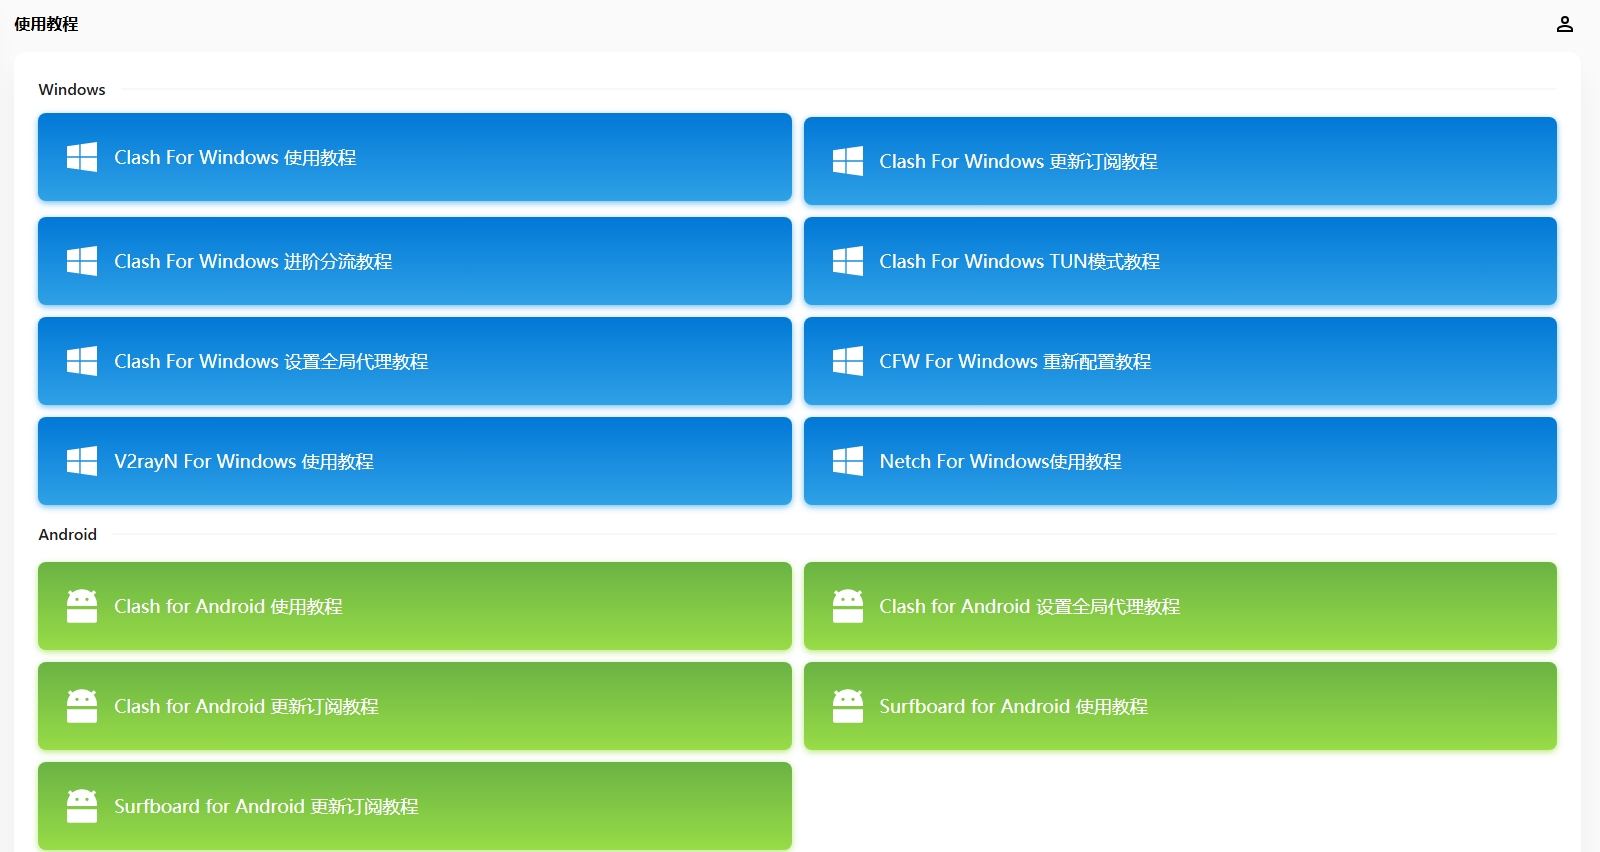 使用教程
Windows
Clash For Windows 使用教程
Clash For Windows 更新订阅教程
Clash For Windows 进阶分流教程
Clash For Windows TUN模式教程
Clash For Windows 设置全局代理教程
CFW For Windows 重新配置教程
V2rayN For Windows 使用教程
Netch For Windows使用教程
Android
Clash for Android 使用教程
Clash for Android 设置全局代理教程
Clash for Android 更新订阅教程
Surfboard for Android 使用教程
Surfboard for Android 更新订阅教程